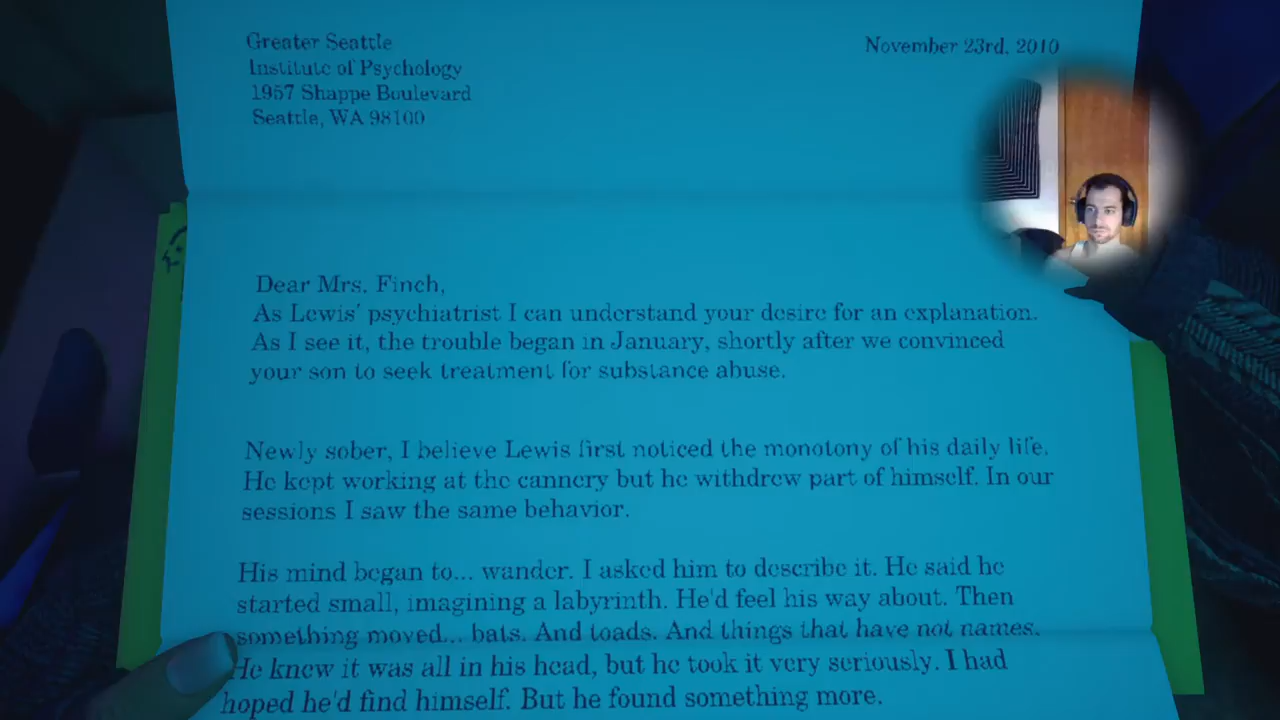 Greater Seattle
November 23rd, 2010
Institute of Psychology
1957 Shappe Boulevard
Seattle, WA 98100
Dear Mrs. Finch,
As Lewis' psychiatrist I can understand your desire for an explanation.
As I see it, the trouble began in January, shortly after we convinced
your son to seek treatment for substance abuse.
Newly sober, I believe Lewis first noticed the monotony of his daily life.
He kept working at the cannery but he withdrew part of himself. In our
sessions I saw the same behavior.
His mind began to... wander. I asked him to describe it. He said he
started small, imagining a labyrinth. He'd feel his way about. Then
something moved... bats. And toads. And things that have not names.
He knew it was all in his head, but he took it very seriously. I had
hoped he'd find himself. But he found something more.